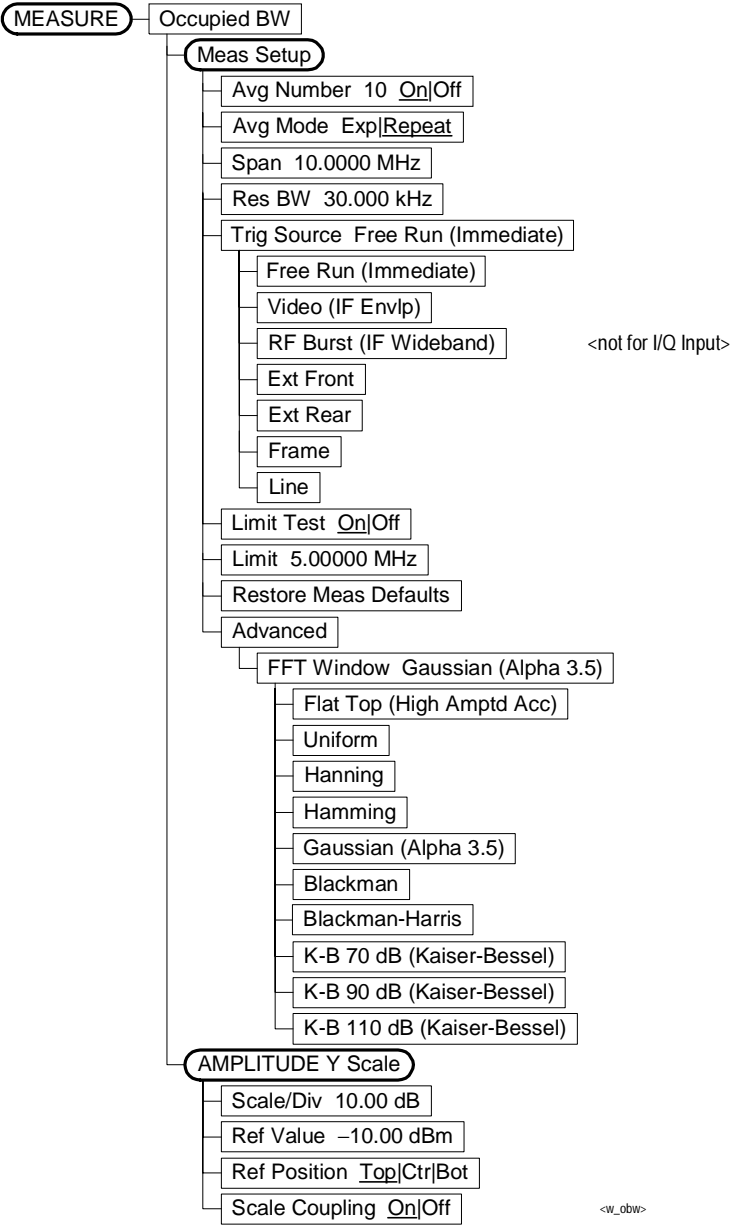 MEASURE Occupied BW
Meas Setup
Avg Number 10 On|Off
Avg Mode Exp|Repeat
Span 10.0000 MHz
Res BW 30.000 kHz
Trig Source Free Run (Immediate)
Free Run (Immediate)
Video (IF Envlp)
RF Burst (IF Wideband) <not for I/Q Input>
Ext Front
Ext Rear
Frame
Line
Limit Test On|Off
Limit 5.00000 MHz
Restore Meas Defaults
Advanced
FFT Window Gaussian (Alpha 3.5)
Flat Top (High Amptd Acc)
Uniform
Hanning
Hamming
Gaussian (Alpha 3.5)
Blackman
Blackman-Harris
K-B 70 dB (Kaiser-Bessel)
K-B 90 dB (Kaiser-Bessel)
K-B 110 dB (Kaiser-Bessel)
AMPLITUDE Y Scale
Scale/Div 10.00 dB
Ref Value −10.00 dBm
Ref Position Top|Ctr|Bot
Scale Coupling On|Off <w_obw>